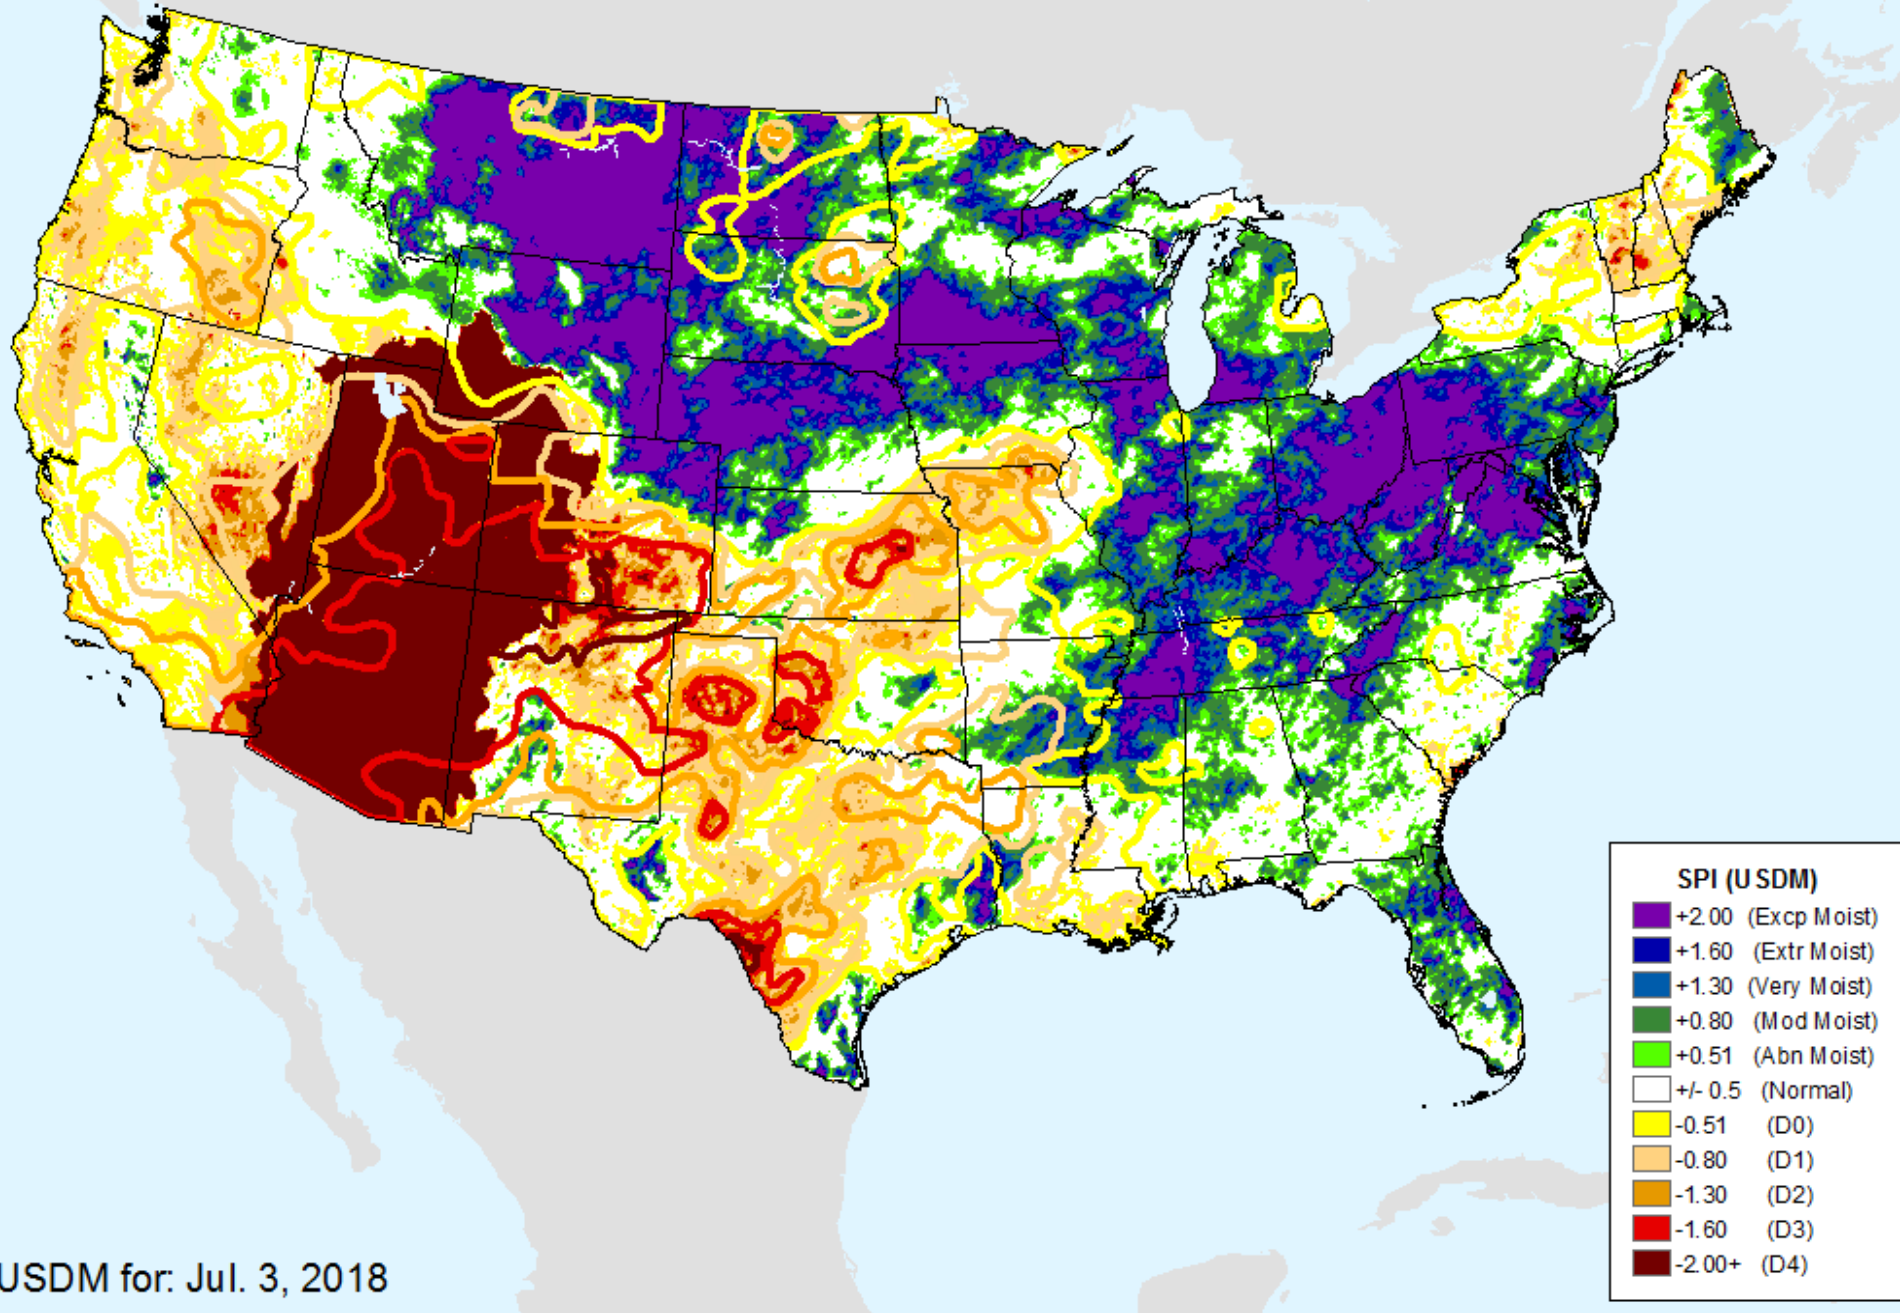 SPI (USDM)
+2.00 (Excp Moist)
+1.60 (Extr Moist)
+1.30 (Very Moist)
+0.80 (Mod Moist)
+0.51 (Abn Moist)
+/- 0.5 (Normal)
-0.51 (D0)
-0.80 (D1)
-1.30 (D2)
-1.60 (D3)
-2.00+ (D4)
USDM for: Jul. 3, 2018